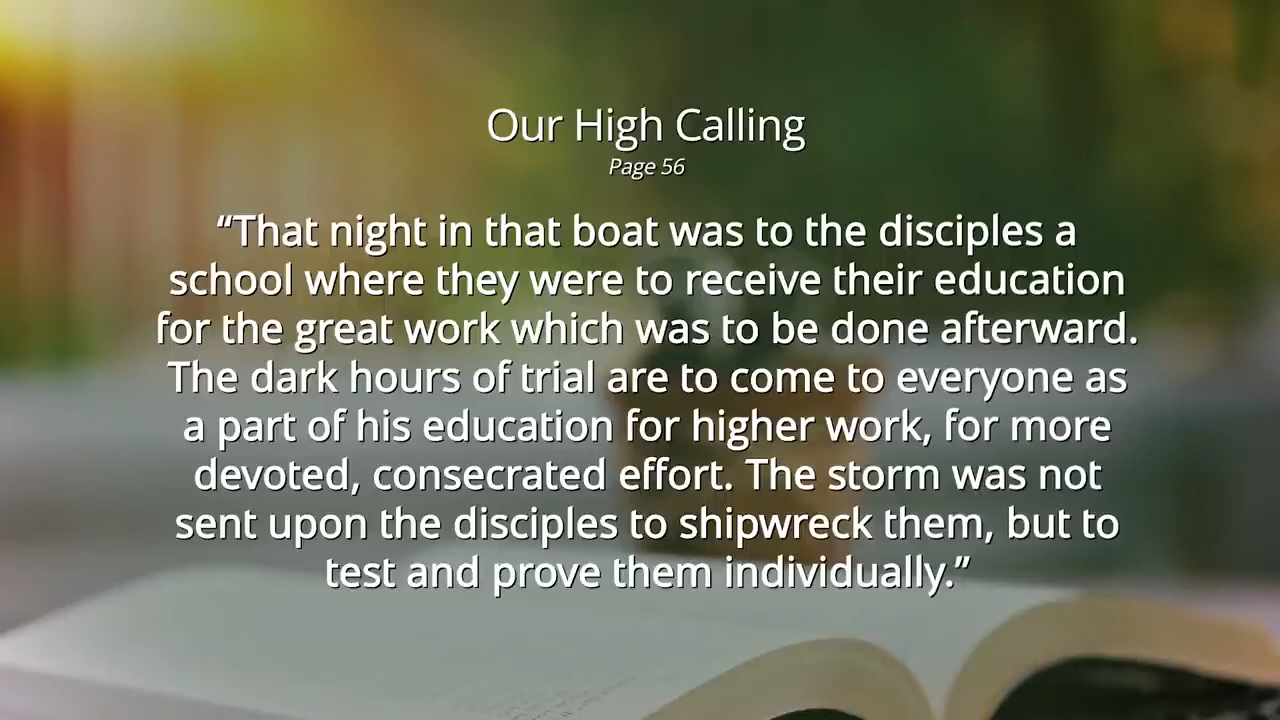 Our High Calling
Page 56
“That night in that boat was to the disciples a
school where they were to receive their education
for the great work which was to be done afterward.
The dark hours of trial are to come to everyone as
a part of his education for higher work, for more
devoted, consecrated effort. The storm was not
sent upon the disciples to shipwreck them, but to
test and prove them individually.”